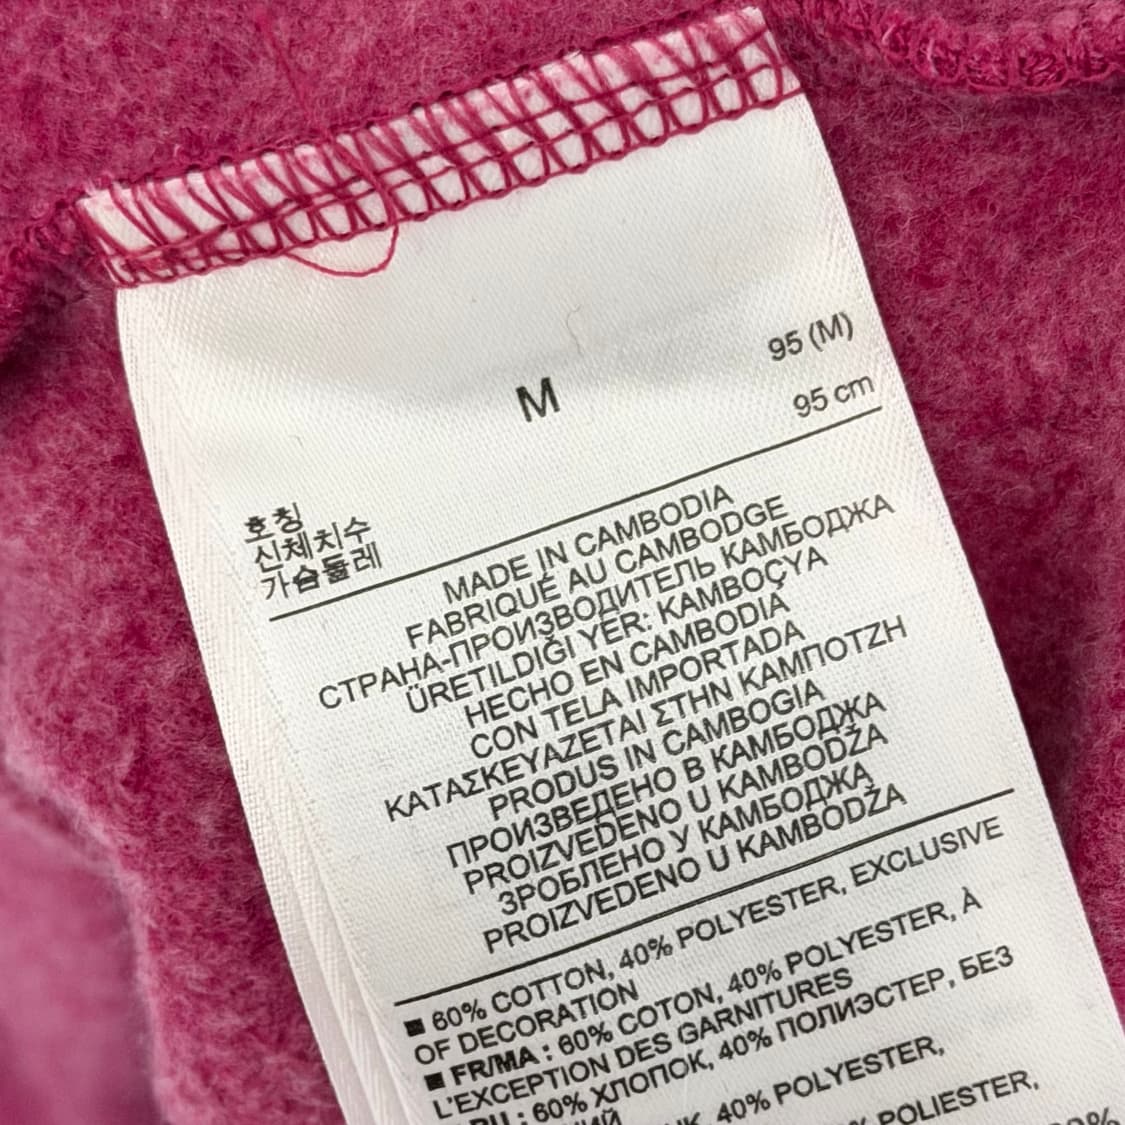 M
95 (M)
95 cm
호칭
신체치수
가슴둘레
MADE IN CAMBODIA
FABRIQUÉ AU CAMBODGE
СТРАНА-ПРОИЗВОДИТЕЛЬ КАМБОДЖА
ÜRETILDIĞI YER: KAMBOÇYA
HECHO EN CAMBODIA
CON TELA IMPORTADA
ΚΑΤΑΣΚΕΥΑΖΕΤΑΙ ΣΤΗΝ ΚΑΜΠΟΤΖΗ
PRODUS IN CAMBOGIA
ПРОИЗВЕДЕНО В КАМБОДЖА
PROIZVEDENO U KAMBODŽA
ЗРОБЛЕНО У КАМБОДЖА
PROIZVEDENO U KAMBODŽA
■ 60% COTTON, 40% POLYESTER, EXCLUSIVE
OF DECORATION
■ FR/MA : 60% COTON, 40% POLYESTER, À
L'EXCEPTION DES GARNITURES
: 60% ХЛОПОК, 40% ПОЛИЭСТЕР, БЕЗ
40% POLYESTER,
% POLIESTER,